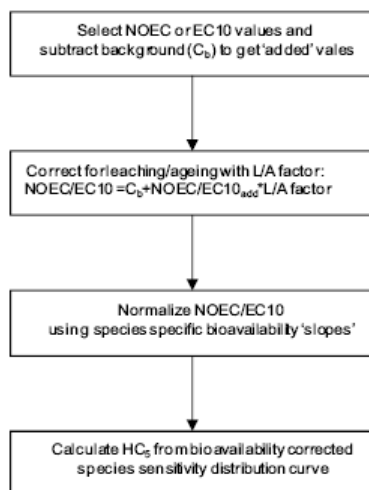 Select NOEC or EC10 values and
subtract background (Cb) to get 'added' vales
Correct for leaching/ageing with L/A factor:
NOEC/EC10 =Cb+NOEC/EC10add*L/A factor
Normalize NOEC/EC10
using species specific bioavailability 'slopes'
Calculate HC5 from bioavailability corrected
species sensitivity distribution curve